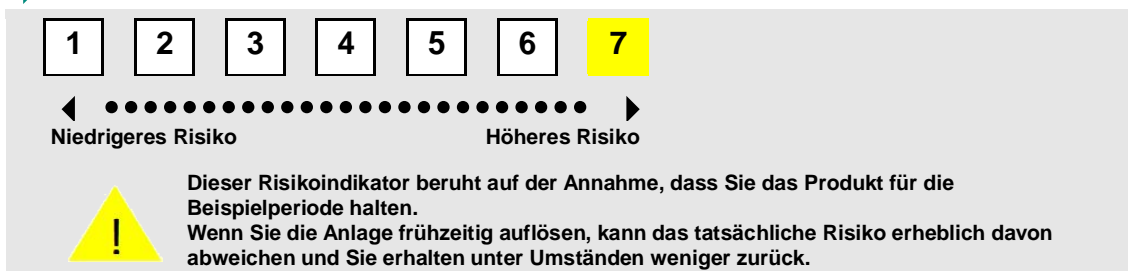 1 2 3 4 5 6 7
Niedrigeres Risiko Höheres Risiko
Dieser Risikoindikator beruht auf der Annahme, dass Sie das Produkt für die
Beispielperiode halten.
Wenn Sie die Anlage frühzeitig auflösen, kann das tatsächliche Risiko erheblich davon
abweichen und Sie erhalten unter Umständen weniger zurück.
!